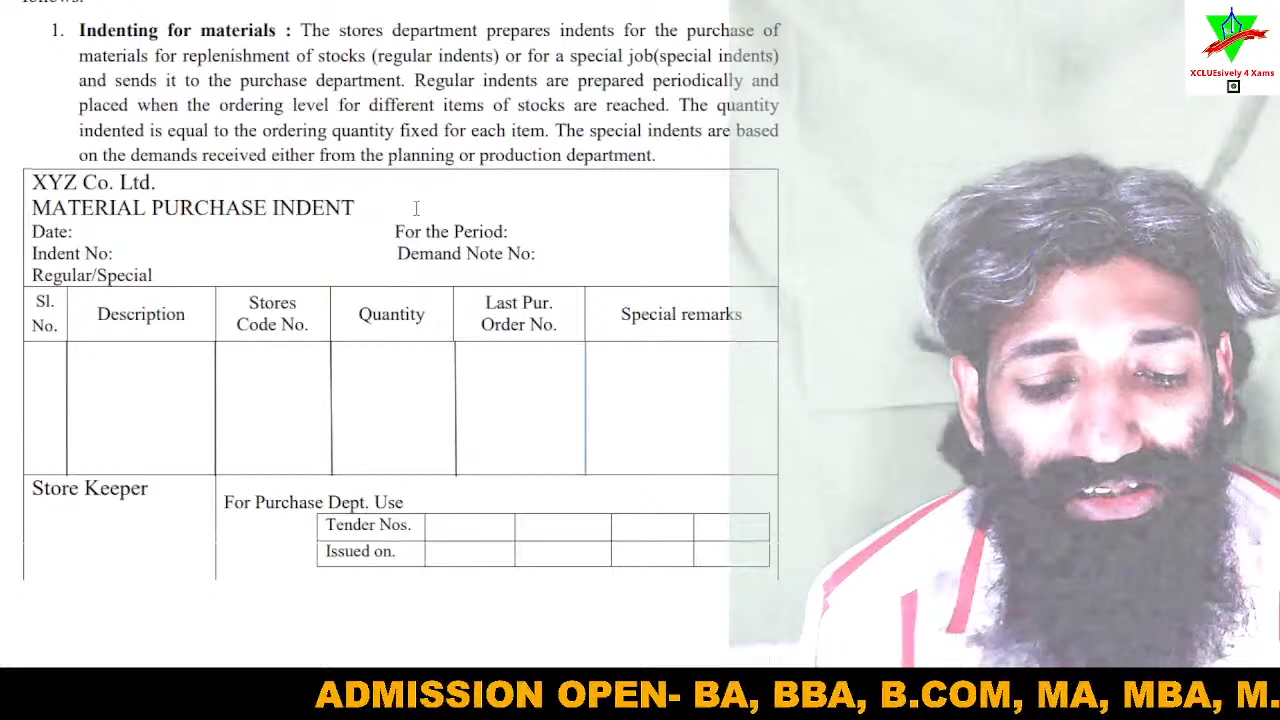 follows:
1. Indenting for materials : The stores department prepares indents for the purchase of
materials for replenishment of stocks (regular indents) or for a special job(special indents)
and sends it to the purchase department. Regular indents are prepared periodically and
placed when the ordering level for different items of stocks are reached. The quantity
indented is equal to the ordering quantity fixed for each item. The special indents are based
on the demands received either from the planning or production department.
XYZ Co. Ltd.
MATERIAL PURCHASE INDENT
Date: For the Period:
Indent No: Demand Note No:
Regular/Special
Sl. No. Description Stores Code No. Quantity Last Pur. Order No. Special remarks
Store Keeper
For Purchase Dept. Use
Tender Nos.
Issued on.
XCLUEsively 4 Xams
ADMISSION OPEN- BA, BBA, B.COM, MA, MBA, M.